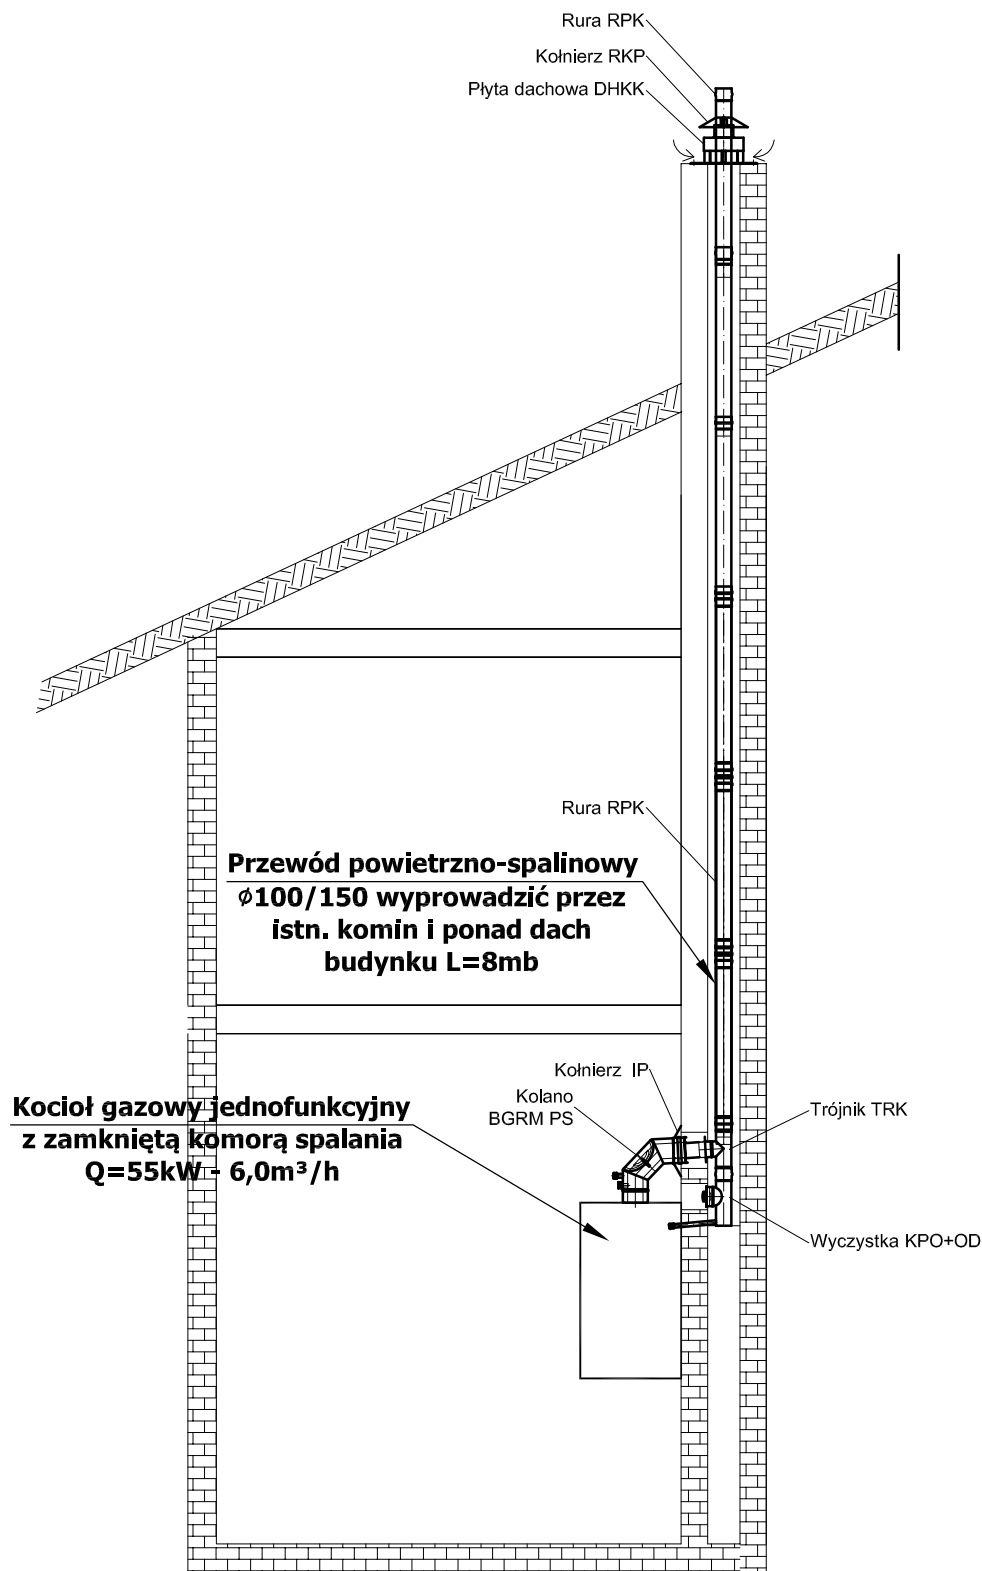 Rura RPK
Kołnierz RKP
Płyta dachowa DHKK
Rura RPK
Przewód powietrzno-spalinowy
ϕ100/150 wyprowadzić przez
istn. komin i ponad dach
budynku L=8mb
Kołnierz IP
Kolano
BGRM PS
Kocioł gazowy jednofunkcyjny
z zamkniętą komorą spalania
Q=55kW - 6,0m³/h
Trójnik TRK
Wyczystka KPO+OD